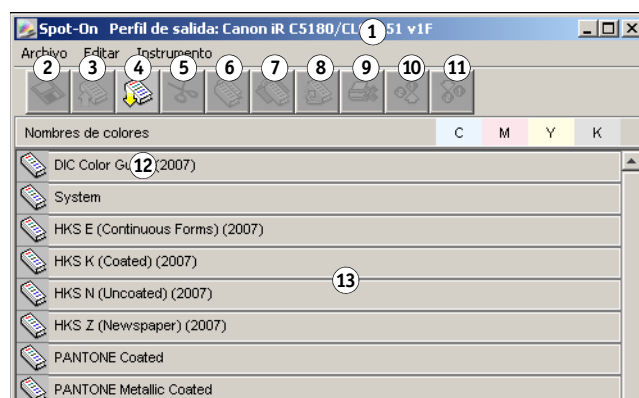 Spot-On Perfil de salida: Canon iR C5180/CL 51 v1F
1
Archivo Editar Instrumento
2 3 4 5 6 7 8 9 10 11
Nombres de colores C M Y K
DIC Color (2007)
12
System
HKS E (Continuous Forms) (2007)
HKS K (Coated) (2007)
13
HKS N (Uncoated) (2007)
HKS Z (Newspaper) (2007)
PANTONE Coated
PANTONE Metallic Coated